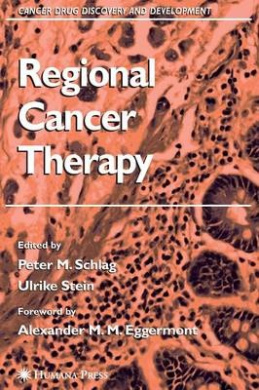 CANCER DRUG DISCOVERY AND DEVELOPMENT
Regional
Cancer
Therapy
Edited by
Peter M. Schlag
Ulrike Stein
Foreword by
Alexander M. M. Eggermont
HUMANA PRESS